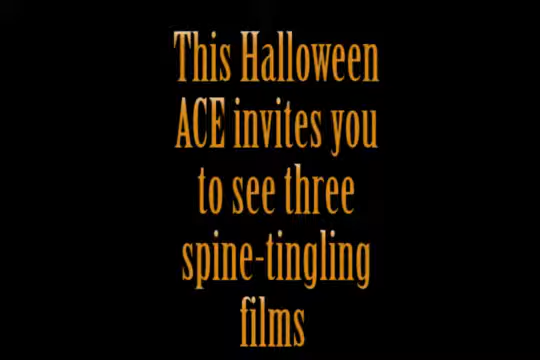 This Halloween
ACE invites you
to see three
spine-tingling
films